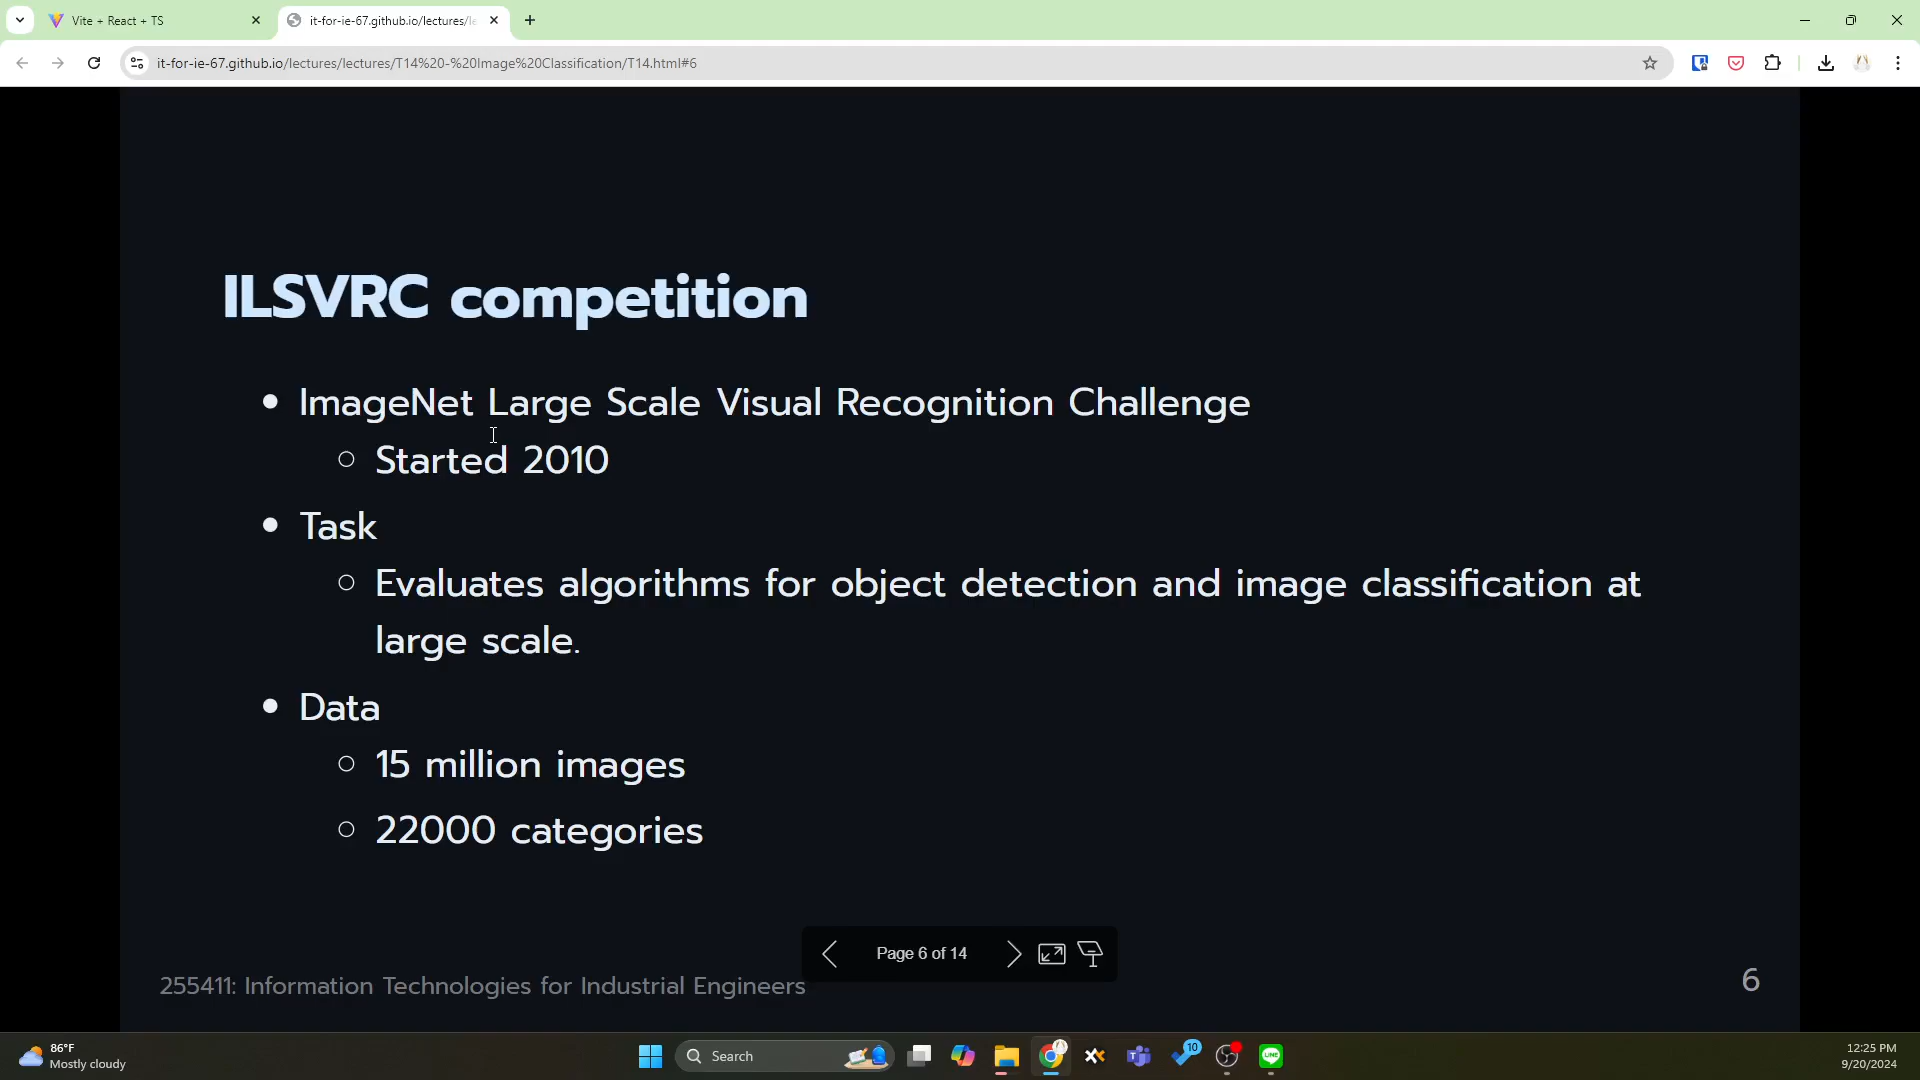 Vite + React + TS
it-for-ie-67.github.io/lectures/le
it-for-ie-67.github.io/lectures/lectures/T14%20-%20Image%20Classification/T14.html#6
ILSVRC competition
ImageNet Large Scale Visual Recognition Challenge
Started 2010
Task
Evaluates algorithms for object detection and image classification at
large scale.
Data
15 million images
22000 categories
Page 6 of 14
255411: Information Technologies for Industrial Engineers
6
86°F
Mostly cloudy
Search
10
LINE
12:25 PM
9/20/2024